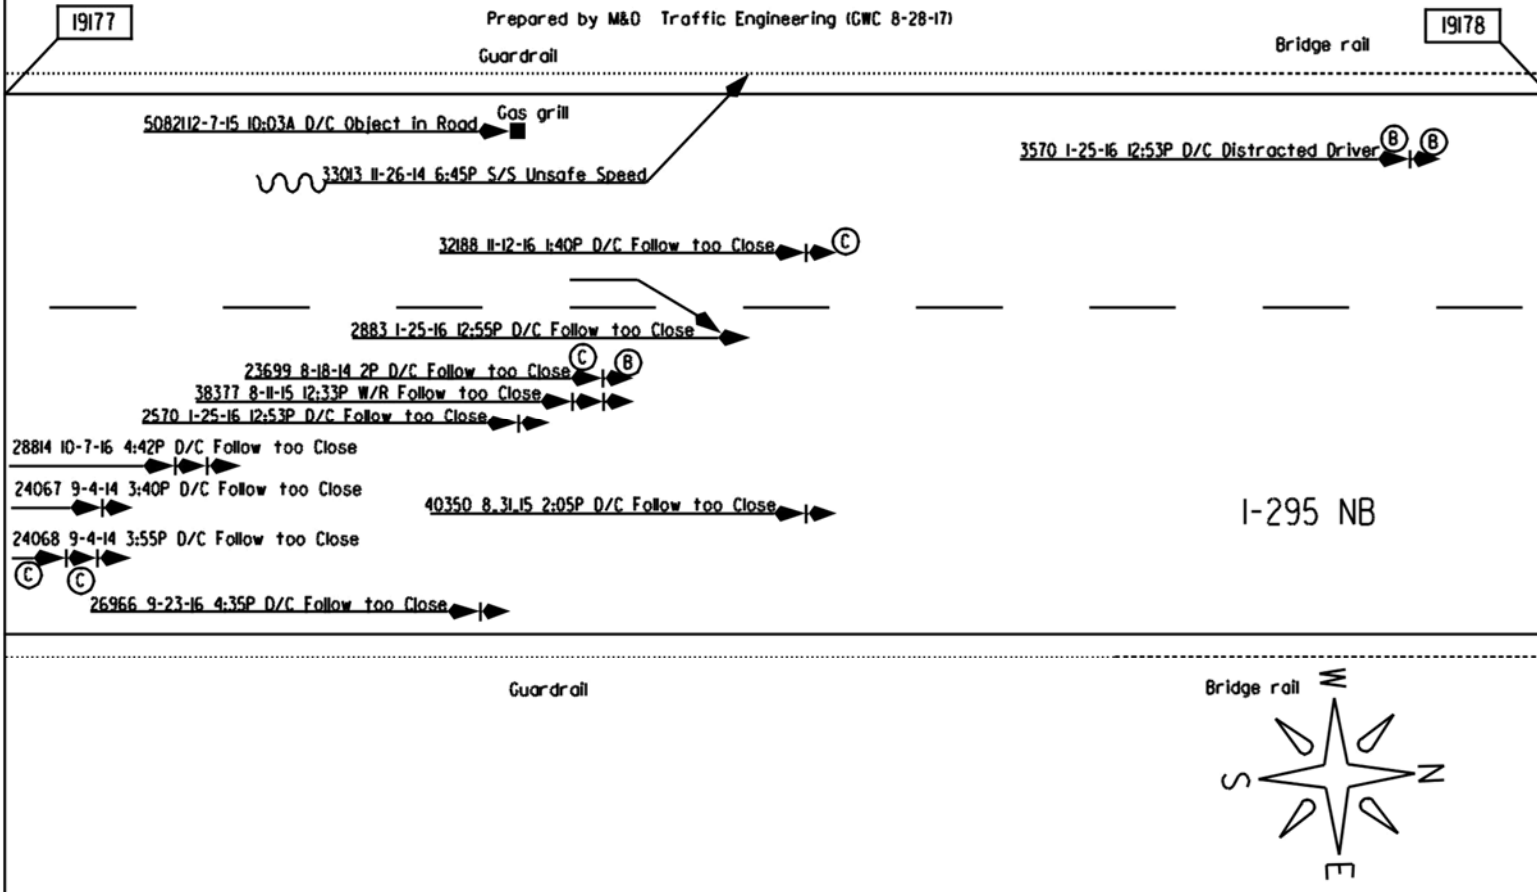 19177
Prepared by M&O Traffic Engineering (GWC 8-28-17)
19178
Guardrail
Bridge rail
Gas grill
5082112-7-15 10:03A D/C Object in Road
3570 1-25-16 12:53P D/C Distracted Driver
B
B
33013 11-26-14 6:45P S/S Unsafe Speed
32188 11-12-16 1:40P D/C Follow too Close
C
2883 1-25-16 12:55P D/C Follow too Close
23699 8-18-14 2P D/C Follow too Close
C
B
38377 8-11-15 12:33P W/R Follow too Close
2570 1-25-16 12:53P D/C Follow too Close
28814 10-7-16 4:42P D/C Follow too Close
24067 9-4-14 3:40P D/C Follow too Close
40350 8.31.15 2:05P D/C Follow too Close
I-295 NB
24068 9-4-14 3:55P D/C Follow too Close
C
C
26966 9-23-16 4:35P D/C Follow too Close
Guardrail
Bridge rail
W
S
N
E